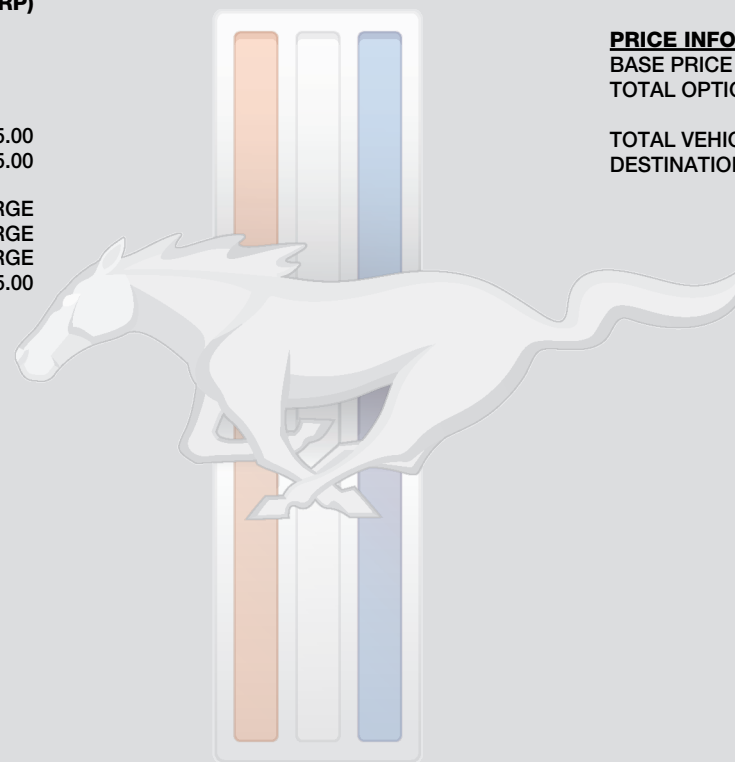 RP)
5.00
5.00
RGE
RGE
RGE
5.00
PRICE INFO
BASE PRICE
TOTAL OPTIO
TOTAL VEHIC
DESTINATION